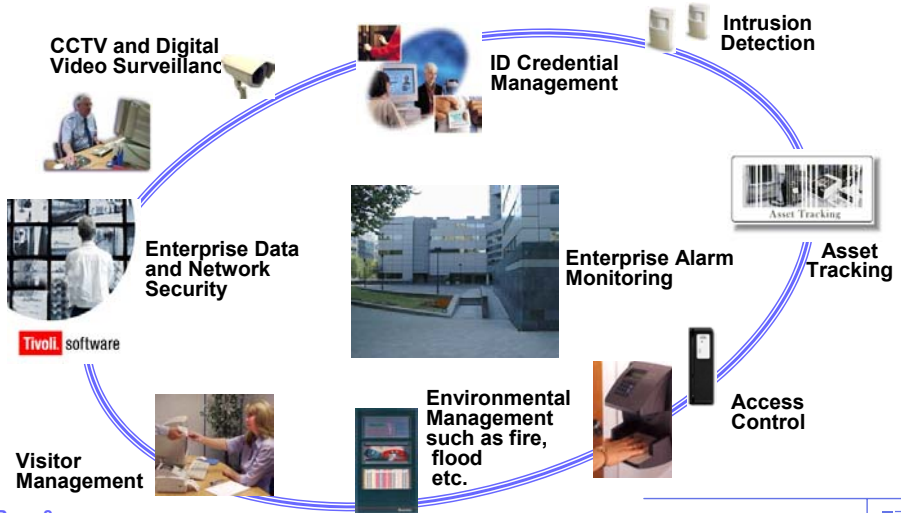 CCTV and Digital
Video Surveillanc
ID Credential
Management
Intrusion
Detection
Asset Tracking
Asset
Tracking
Enterprise Data
and Network
Security
Enterprise Alarm
Monitoring
Tivoli. software
Access
Control
Environmental
Management
such as fire,
flood
etc.
Visitor
Management